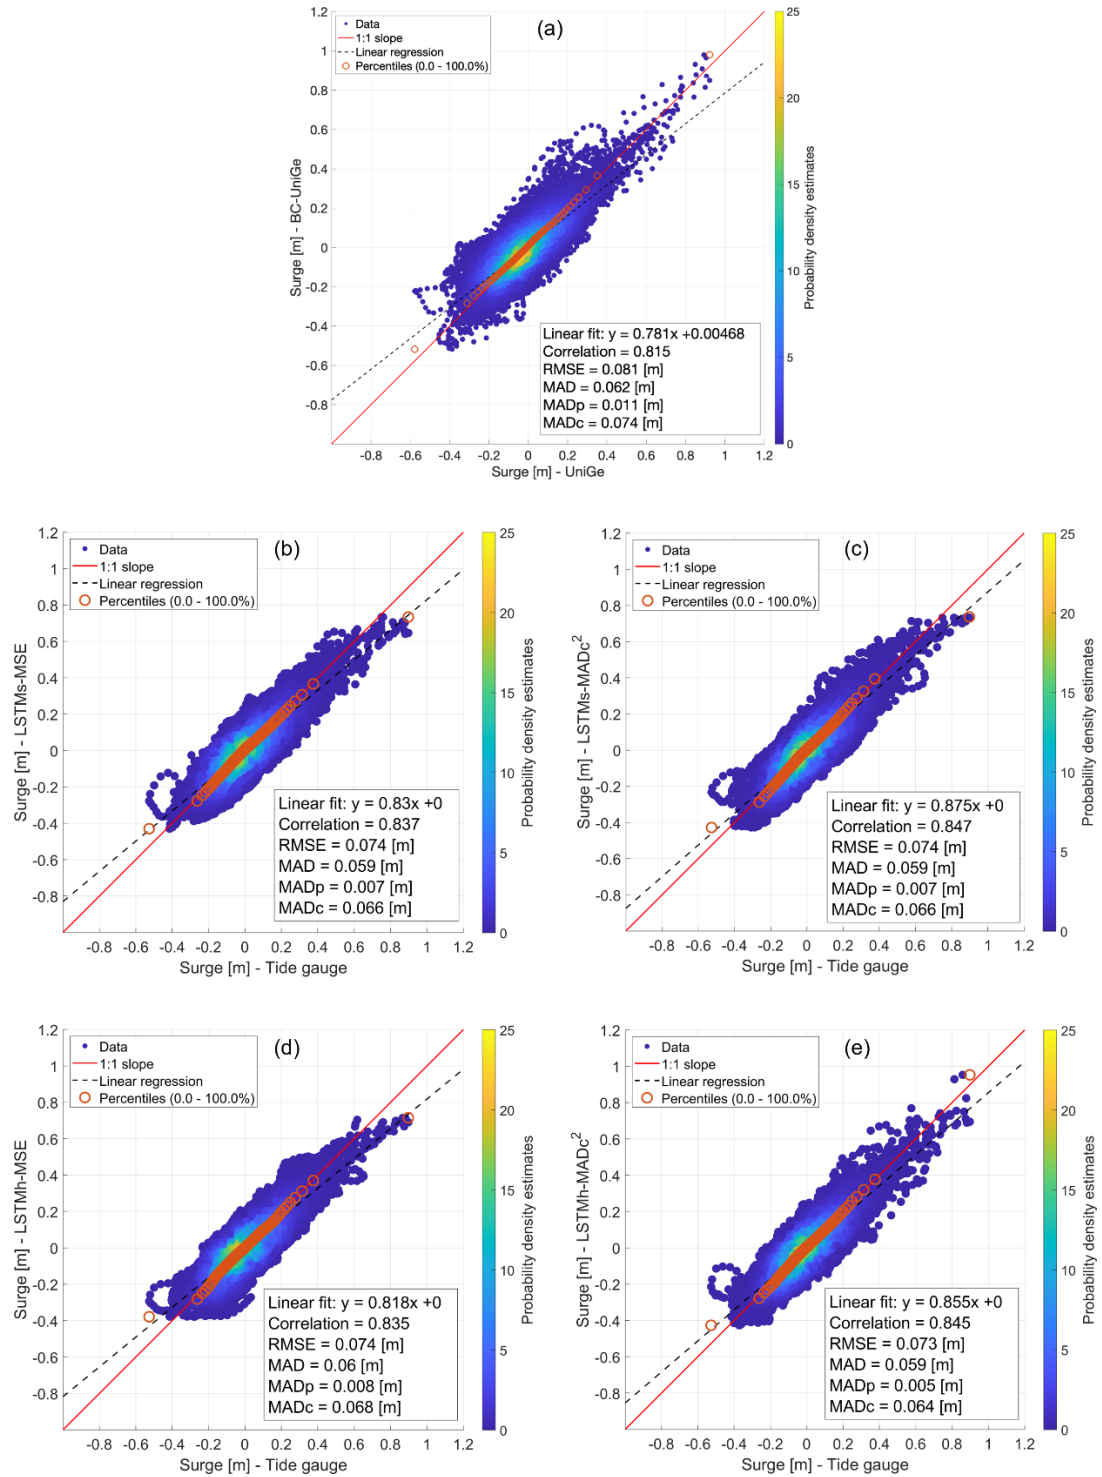 (a)
Data
1:1 slope
Linear regression
Percentiles (0.0 - 100.0%)
1.2
1
0.8
0.6
0.4
0.2
0
-0.2
-0.4
-0.6
-0.8
Surge [m] - BC-UniGe
Linear fit: y = 0.781x +0.00468
Correlation = 0.815
RMSE = 0.081 [m]
MAD = 0.062 [m]
MADp = 0.011 [m]
MADc = 0.074 [m]
-0.8 -0.6 -0.4 -0.2 0 0.2 0.4 0.6 0.8 1 1.2
Surge [m] - UniGe
25
20
15
10
5
0
Probability density estimates
(b)
Data
1:1 slope
Linear regression
Percentiles (0.0 - 100.0%)
1.2
1
0.8
0.6
0.4
0.2
0
-0.2
-0.4
-0.6
-0.8
Surge [m] - LSTMs-MSE
Linear fit: y = 0.83x +0
Correlation = 0.837
RMSE = 0.074 [m]
MAD = 0.059 [m]
MADp = 0.007 [m]
MADc = 0.066 [m]
-0.8 -0.6 -0.4 -0.2 0 0.2 0.4 0.6 0.8 1 1.2
Surge [m] - Tide gauge
25
20
15
10
5
0
Probability density estimates
(c)
Data
1:1 slope
Linear regression
Percentiles (0.0 - 100.0%)
1.2
1
0.8
0.6
0.4
0.2
0
-0.2
-0.4
-0.6
-0.8
Surge [m] - LSTMs-MADc²
Linear fit: y = 0.875x +0
Correlation = 0.847
RMSE = 0.074 [m]
MAD = 0.059 [m]
MADp = 0.007 [m]
MADc = 0.066 [m]
-0.8 -0.6 -0.4 -0.2 0 0.2 0.4 0.6 0.8 1 1.2
Surge [m] - Tide gauge
25
20
15
10
5
0
Probability density estimates
(d)
Data
1:1 slope
Linear regression
Percentiles (0.0 - 100.0%)
1.2
1
0.8
0.6
0.4
0.2
0
-0.2
-0.4
-0.6
-0.8
Surge [m] - LSTMh-MSE
Linear fit: y = 0.818x +0
Correlation = 0.835
RMSE = 0.074 [m]
MAD = 0.06 [m]
MADp = 0.008 [m]
MADc = 0.068 [m]
-0.8 -0.6 -0.4 -0.2 0 0.2 0.4 0.6 0.8 1 1.2
Surge [m] - Tide gauge
25
20
15
10
5
0
Probability density estimates
(e)
Data
1:1 slope
Linear regression
Percentiles (0.0 - 100.0%)
1.2
1
0.8
0.6
0.4
0.2
0
-0.2
-0.4
-0.6
-0.8
Surge [m] - LSTMh-MADc²
Linear fit: y = 0.855x +0
Correlation = 0.845
RMSE = 0.073 [m]
MAD = 0.059 [m]
MADp = 0.005 [m]
MADc = 0.064 [m]
-0.8 -0.6 -0.4 -0.2 0 0.2 0.4 0.6 0.8 1 1.2
Surge [m] - Tide gauge
25
20
15
10
5
0
Probability density estimates